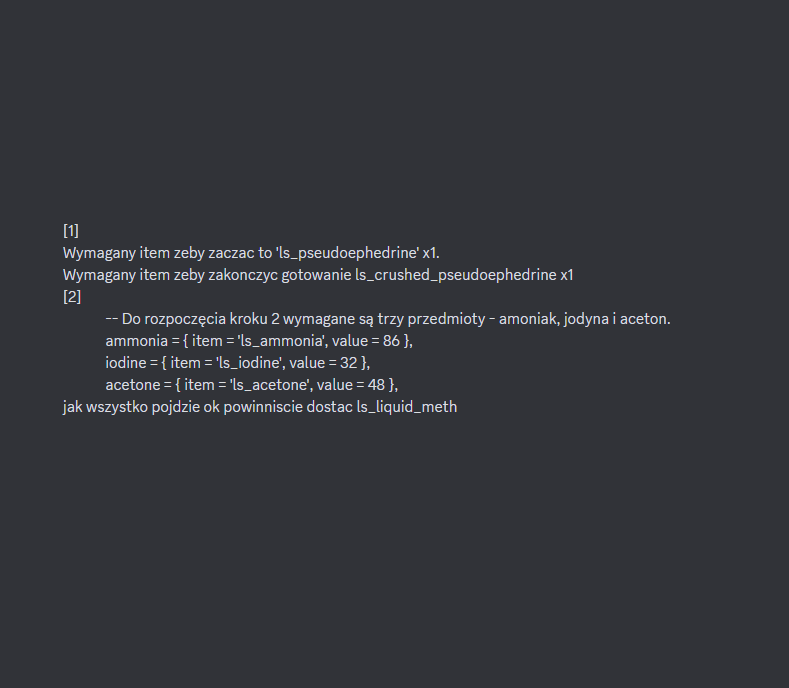 [1]
Wymagany item zeby zaczac to 'ls_pseudoephedrine' x1.
Wymagany item zeby zakonczyc gotowanie ls_crushed_pseudoephedrine x1
[2]
-- Do rozpoczęcia kroku 2 wymagane są trzy przedmioty - amoniak, jodyna i aceton.
ammonia = { item = 'ls_ammonia', value = 86 },
iodine = { item = 'ls_iodine', value = 32 },
acetone = { item = 'ls_acetone', value = 48 },
jak wszystko pojdzie ok powinniscie dostac ls_liquid_meth